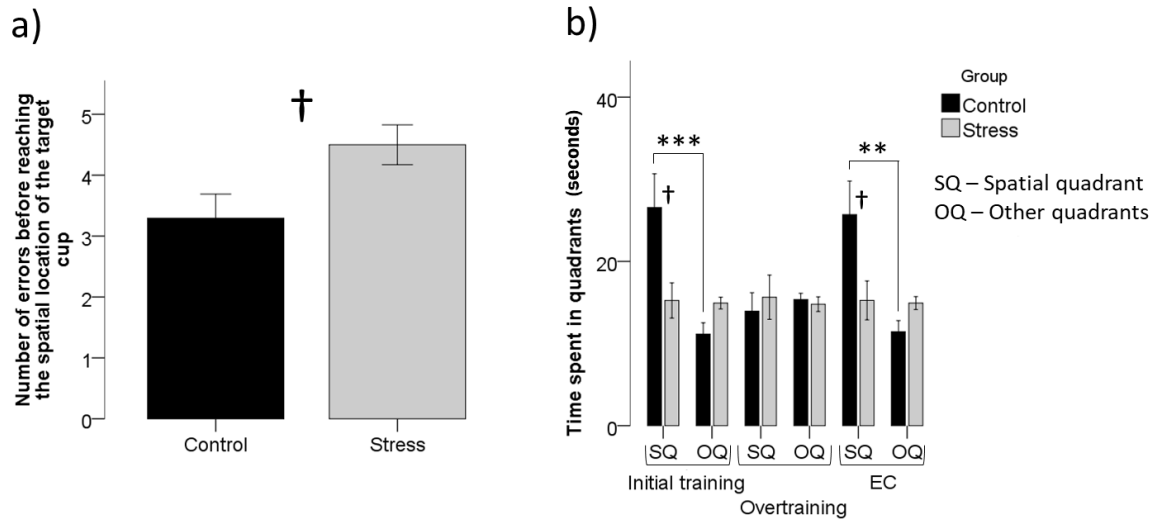 a)
Number of errors before reaching
the spatial location of the target
cup
5
4
3
2
1
0
†
Control
Stress
b)
Time spent in quadrants (seconds)
40
20
0
***
†
**
†
SQ OQ SQ OQ SQ OQ
Initial training
Overtraining
EC
Group
Control
Stress
SQ – Spatial quadrant
OQ – Other quadrants